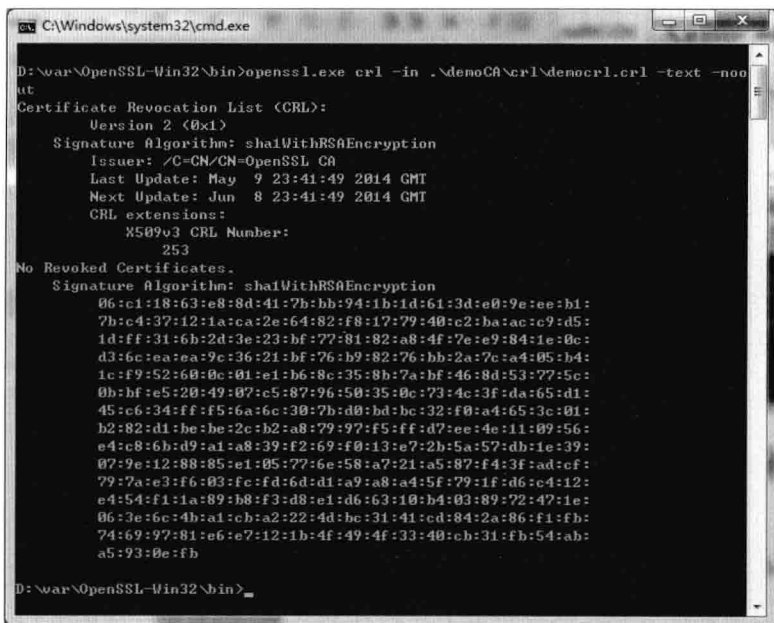 C:\Windows\system32\cmd.exe
D:\var\OpenSSL-Win32\bin>openssl.exe crl -in .\demoCA\crl\democrl.crl -text -noo
ut
Certificate Revocation List (CRL):
Version 2 (0x1)
Signature Algorithm: sha1WithRSAEncryption
Issuer: /C=CN/CN=OpenSSL CA
Last Update: May  9 23:41:49 2014 GMT
Next Update: Jun  8 23:41:49 2014 GMT
CRL extensions:
X509v3 CRL Number:
253
No Revoked Certificates.
Signature Algorithm: sha1WithRSAEncryption
06:c1:18:63:e8:8d:41:7b:bb:94:1b:1d:61:3d:e0:9e:ee:b1:
7b:c4:37:12:1a:ca:2e:64:82:f8:17:79:40:c2:ba:ac:c9:d5:
1d:ff:31:6b:2d:3e:23:bf:77:81:82:a8:4f:7e:e9:84:1e:0c:
d3:6c:ea:ea:9c:36:21:bf:76:b9:82:76:bb:2a:7c:a4:05:b4:
1c:f9:52:60:0c:01:e1:b6:8c:35:8b:7a:bf:46:8d:53:77:5c:
0b:bf:e5:20:49:07:c5:87:96:50:35:0c:73:4c:3f:da:65:d1:
45:c6:34:ff:f5:6a:6c:30:7b:d0:bd:bc:32:f0:a4:65:3c:01:
b2:82:d1:be:be:2c:b2:a8:79:97:f5:ff:d7:ee:4e:11:09:56:
e4:c8:6b:d9:a1:a8:39:f2:69:f0:13:e7:2b:5a:57:db:1e:39:
07:9e:12:88:85:e1:05:77:6e:58:a7:21:a5:87:f4:3f:ad:cf:
79:7a:e3:f6:03:fc:fd:6d:d1:a9:a8:a4:5f:79:1f:d6:c4:12:
e4:54:f1:1a:89:b8:f3:d8:e1:d6:63:10:b4:03:89:72:47:1e:
06:3e:6c:4b:a1:cb:a2:22:4d:bc:31:41:cd:84:2a:86:f1:fb:
74:69:97:81:e6:e7:12:1b:4f:49:4f:33:40:cb:31:fb:54:ab:
a5:93:0e:fb
D:\var\OpenSSL-Win32\bin>_